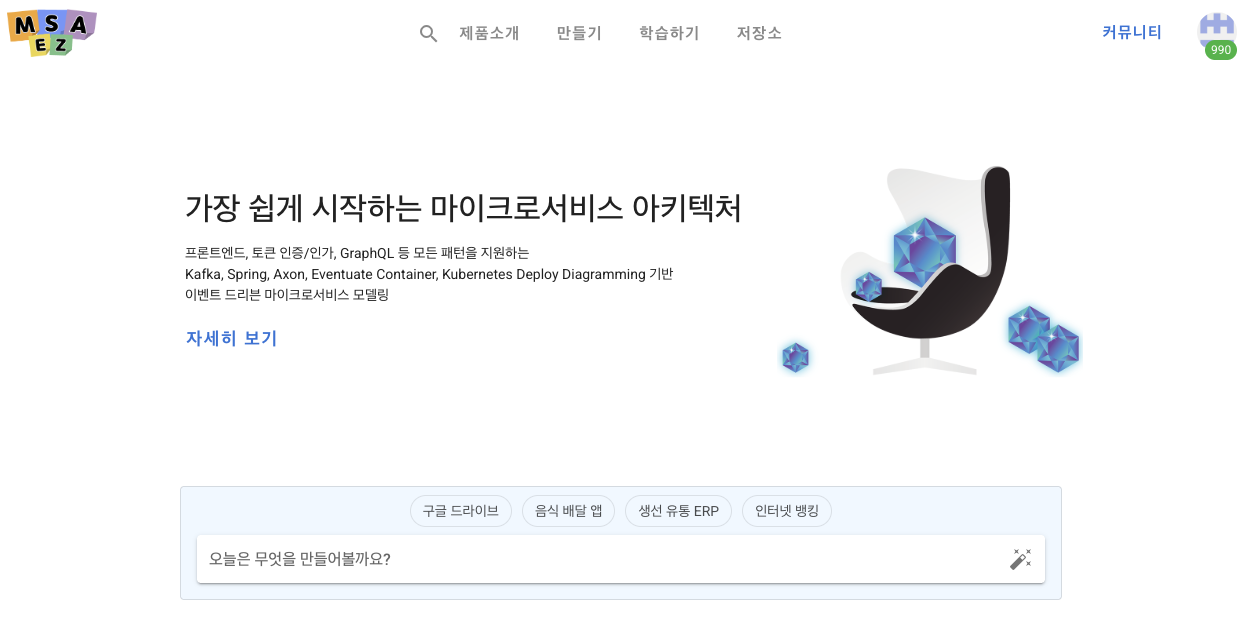 MSA
EZ
제품소개
만들기
학습하기
저장소
커뮤니티
990
가장 쉽게 시작하는 마이크로서비스 아키텍처
프론트엔드, 토큰 인증/인가, GraphQL 등 모든 패턴을 지원하는
Kafka, Spring, Axon, Eventuate Container, Kubernetes Deploy Diagramming 기반
이벤트 드리븐 마이크로서비스 모델링
자세히 보기
구글 드라이브
음식 배달 앱
생선 유통 ERP
인터넷 뱅킹
오늘은 무엇을 만들어볼까요?